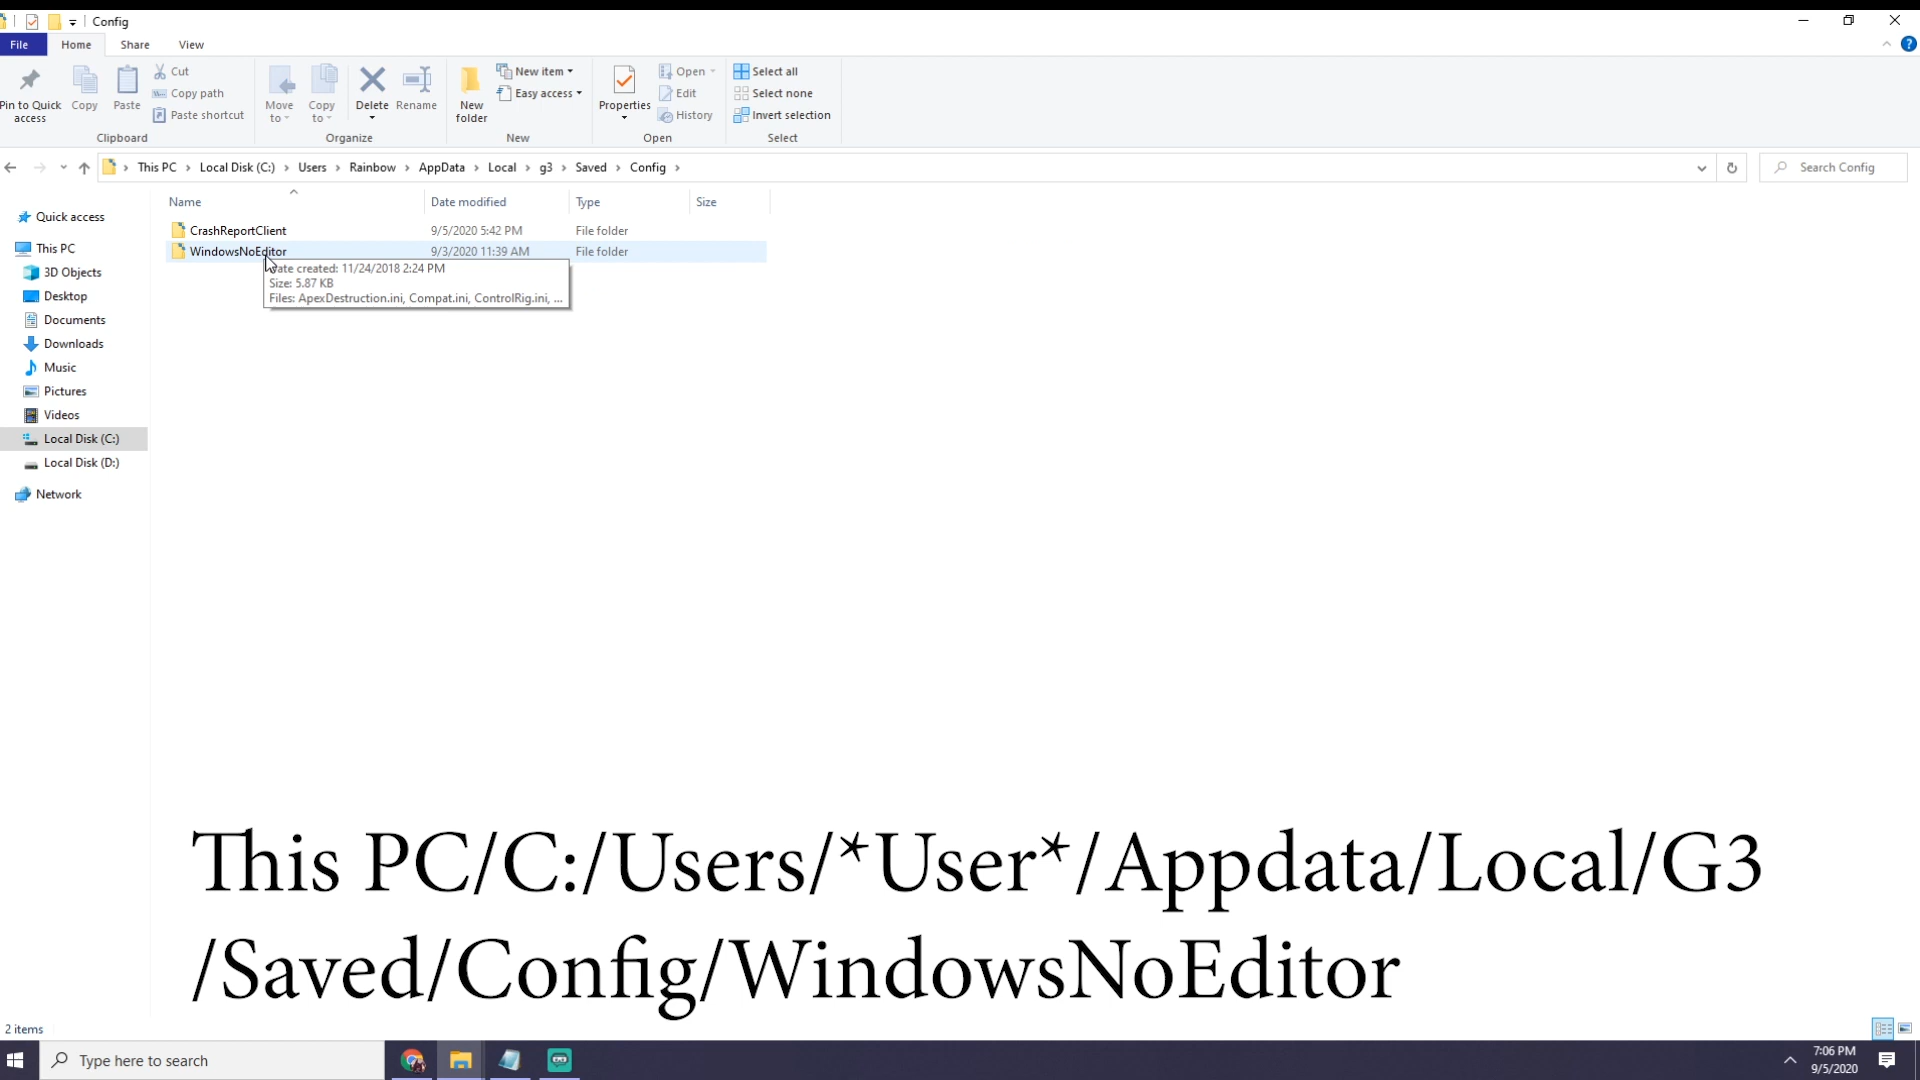 Config
File Home Share View
Pin to Quick access
Copy
Paste
Cut
Copy path
Paste shortcut
Clipboard
Move to
Copy to
Delete
Rename
Organize
New folder
New item
Easy access
New
Properties
Open
Edit
History
Open
Select all
Select none
Invert selection
Select
This PC › Local Disk (C:) › Users › Rainbow › AppData › Local › g3 › Saved › Config ›
Search Config
Name Date modified Type Size
CrashReportClient 9/5/2020 5:42 PM File folder
WindowsNoEditor 9/3/2020 11:39 AM File folder
ate created: 11/24/2018 2:24 PM
Size: 5.87 KB
Files: ApexDestruction.ini, Compat.ini, ControlRig.ini, ...
Quick access
This PC
3D Objects
Desktop
Documents
Downloads
Music
Pictures
Videos
Local Disk (C:)
Local Disk (D:)
Network
This PC/C:/Users/*User*/Appdata/Local/G3
/Saved/Config/WindowsNoEditor
2 items
Type here to search
7:06 PM
9/5/2020